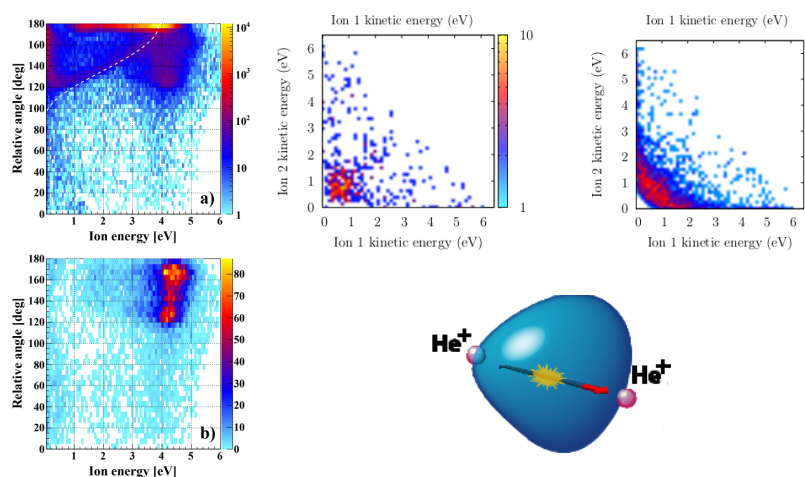 Ion 1 kinetic energy (eV)
Ion 1 kinetic energy (eV)
Relative angle [deg]
180
160
140
120
100
80
60
40
20
0
0 1 2 3 4 5 6
Ion energy [eV]
a)
10⁴
10³
10²
10
1
Ion 2 kinetic energy (eV)
6
5
4
3
2
1
0
0 1 2 3 4 5 6
Ion 1 kinetic energy (eV)
10
1
Ion 2 kinetic energy (eV)
6
5
4
3
2
1
0
0 1 2 3 4 5 6
Ion 1 kinetic energy (eV)
Relative angle [deg]
180
160
140
120
100
80
60
40
20
0
0 1 2 3 4 5 6
Ion energy [eV]
b)
80
70
60
50
40
30
20
10
0
He⁺
He⁺